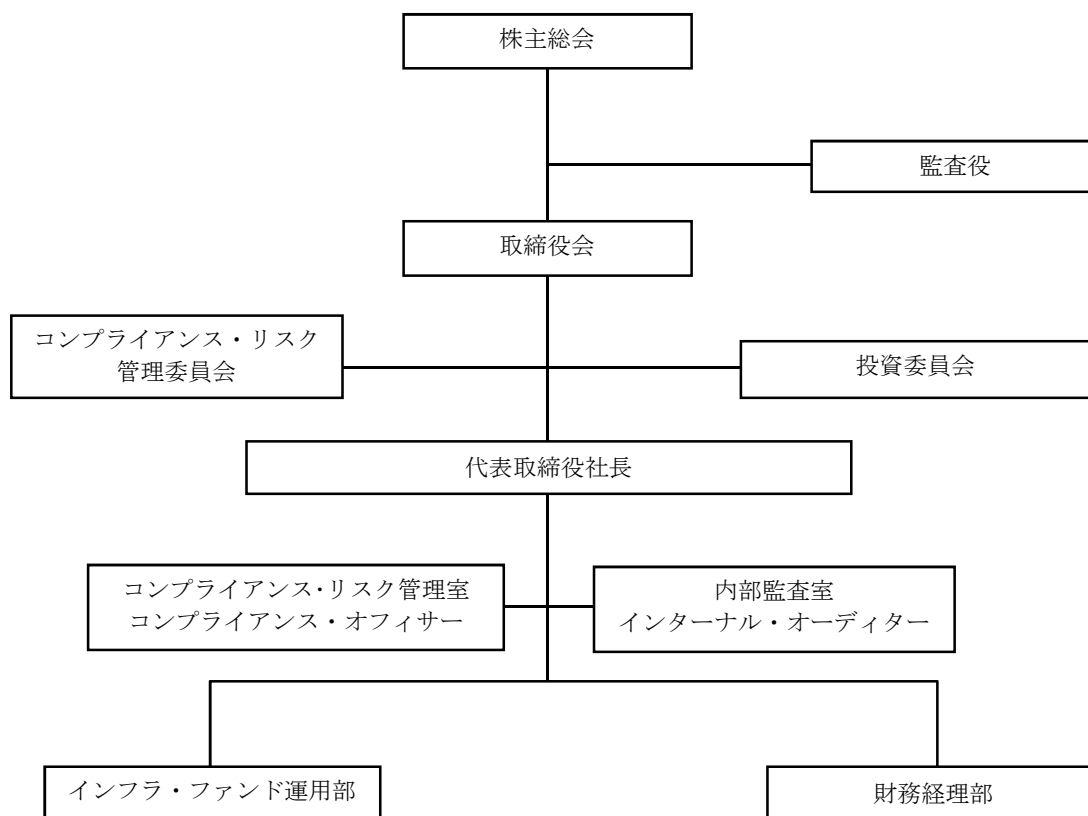 株主総会
監査役
取締役会
コンプライアンス・リスク
管理委員会
投資委員会
代表取締役社長
コンプライアンス・リスク管理室
コンプライアンス・オフィサー
内部監査室
インターナル・オーディター
インフラ・ファンド運用部
財務経理部